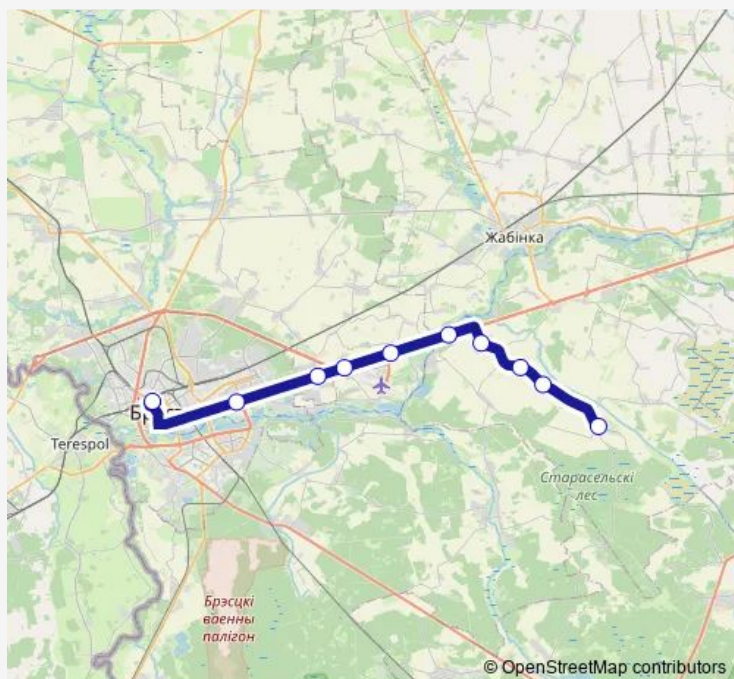 Жабінка
Terespol
Старасельскі
лес
Брэсцкі
ваенны
палігон
© OpenStreetMap contributors